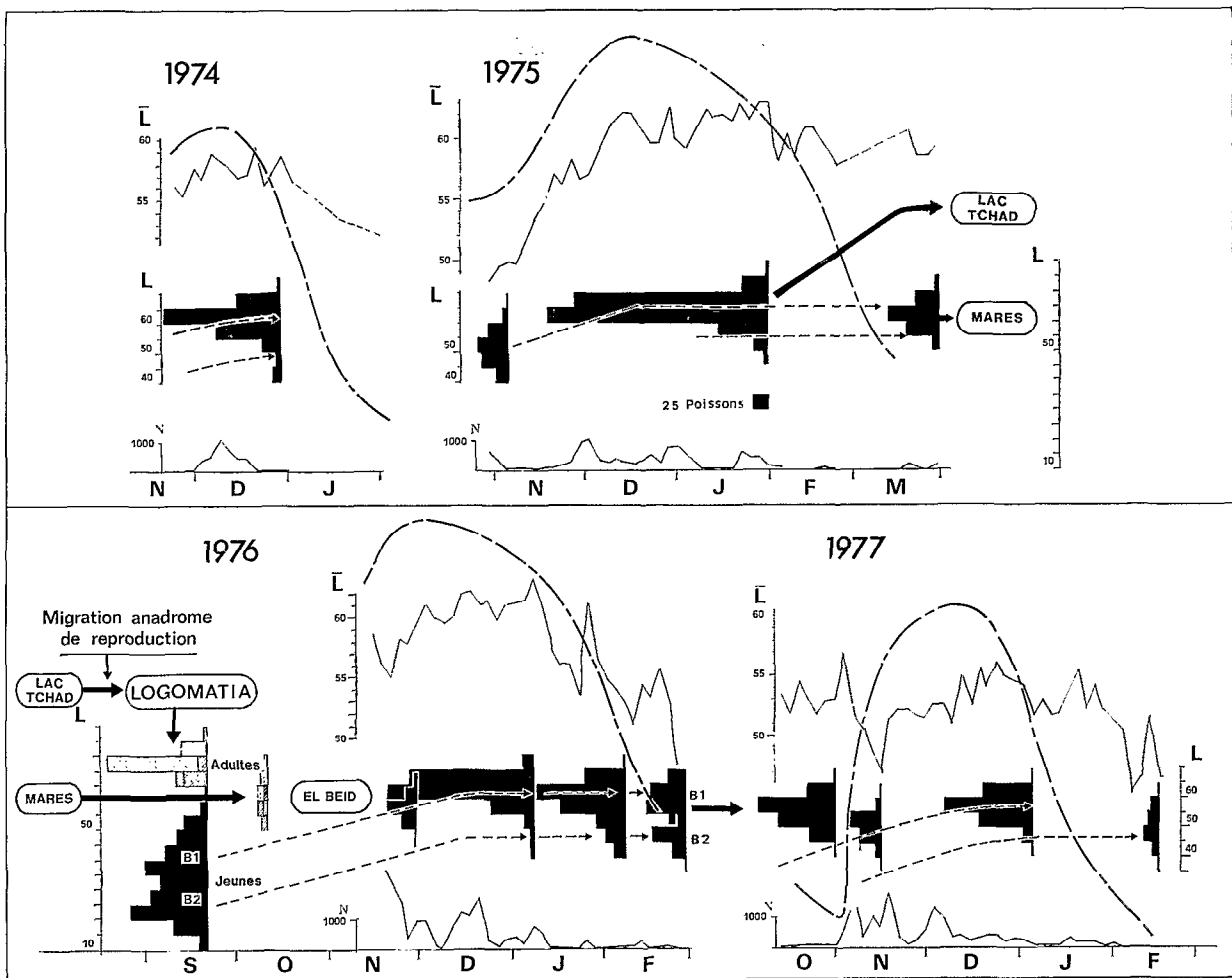 1974
1975
L̄
60
55
L
60
50
40
N
1000
N D J
L̄
60
55
50
L
60
50
40
LAC
TCHAD
L
MARES
50
10
25 Poissons
N
1000
N D J F M
1976
1977
Migration anadrome
de reproduction
LAC
TCHAD
LOGOMATIA
L
Adultes
MARES
50
B1
Jeunes
B2
10
S O
L̄
60
55
50
EL BEID
B1
B2
N
1000
N D J F
L̄
60
55
50
L
60
50
40
N
1000
O N D J F